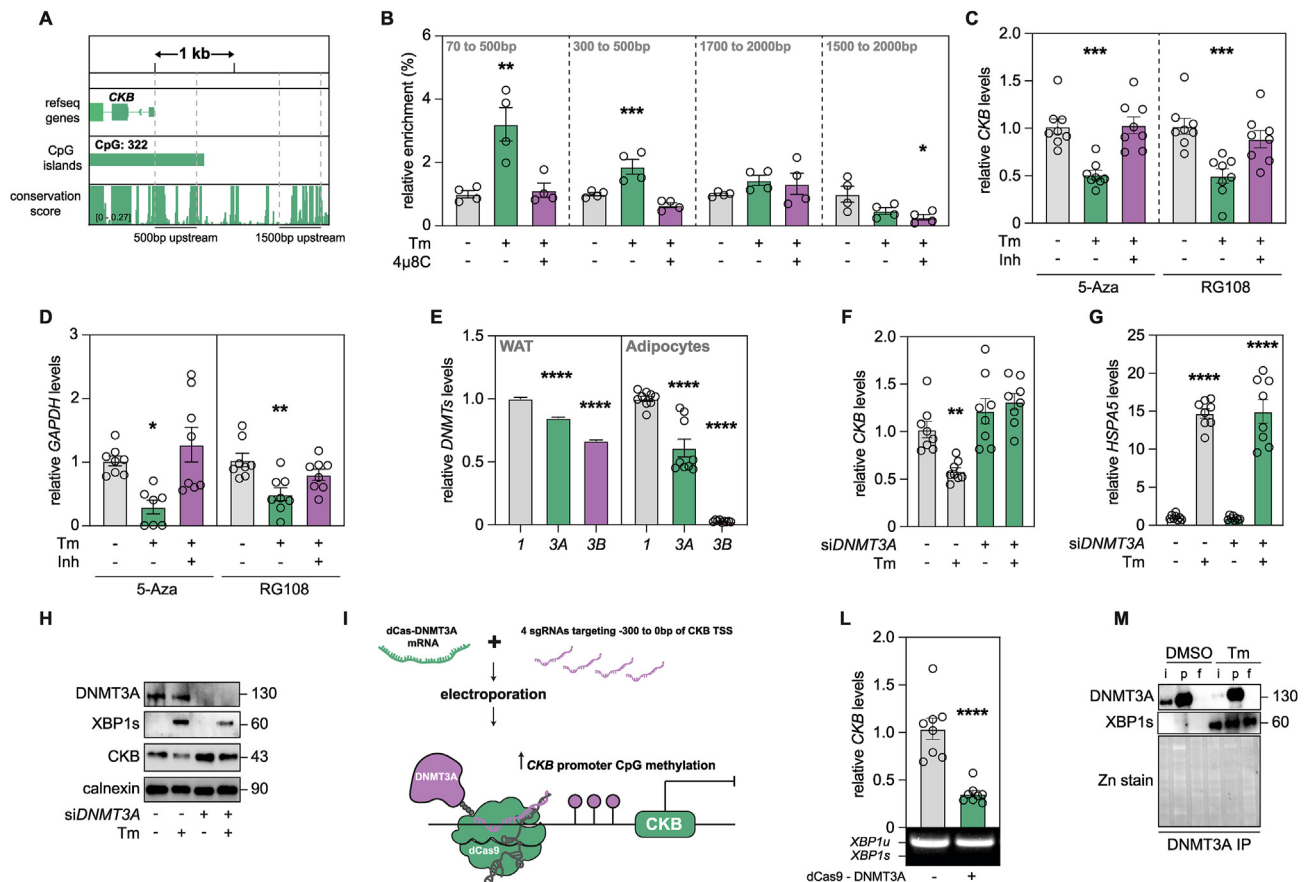 A
1 kb
refseq
genes
CKB
CpG
islands
CpG: 322
conservation
score
[0 - 0.27]
500bp upstream
1500bp upstream
B
relative enrichment (%)
6
4
2
0
70 to 500bp
300 to 500bp
1700 to 2000bp
1500 to 2000bp
**
***
*
Tm - + + - + + - + + - + +
4µ8C - - + - - + - - + - - +
C
relative CKB levels
2.0
1.5
1.0
0.5
0
***
***
Tm - + + - + +
Inh - - + - - +
5-Aza
RG108
D
relative GAPDH levels
3
2
1
0
*
**
Tm - + + - + +
Inh - - + - - +
5-Aza
RG108
E
relative DNMTs levels
1.5
1.0
0.5
0.0
WAT
Adipocytes
****
****
****
****
1 3A 3B 1 3A 3B
F
relative CKB levels
2.0
1.5
1.0
0.5
0
**
siDNMT3A - - + +
Tm - + - +
G
relative HSPA5 levels
25
20
15
10
5
0
****
****
siDNMT3A - - + +
Tm - + - +
H
DNMT3A 130
XBP1s 60
CKB 43
calnexin 90
siDNMT3A - - + +
Tm - + - +
I
dCas-DNMT3A
mRNA
+
4 sgRNAs targeting -300 to 0bp of CKB TSS
electroporation
↑CKB promoter CpG methylation
DNMT3A
dCas9
CKB
L
relative CKB levels
2.0
1.5
1.0
0.5
0
****
XBP1u
XBP1s
dCas9 - DNMT3A - +
M
DMSO Tm
i p f i p f
DNMT3A 130
XBP1s 60
Zn stain
DNMT3A IP